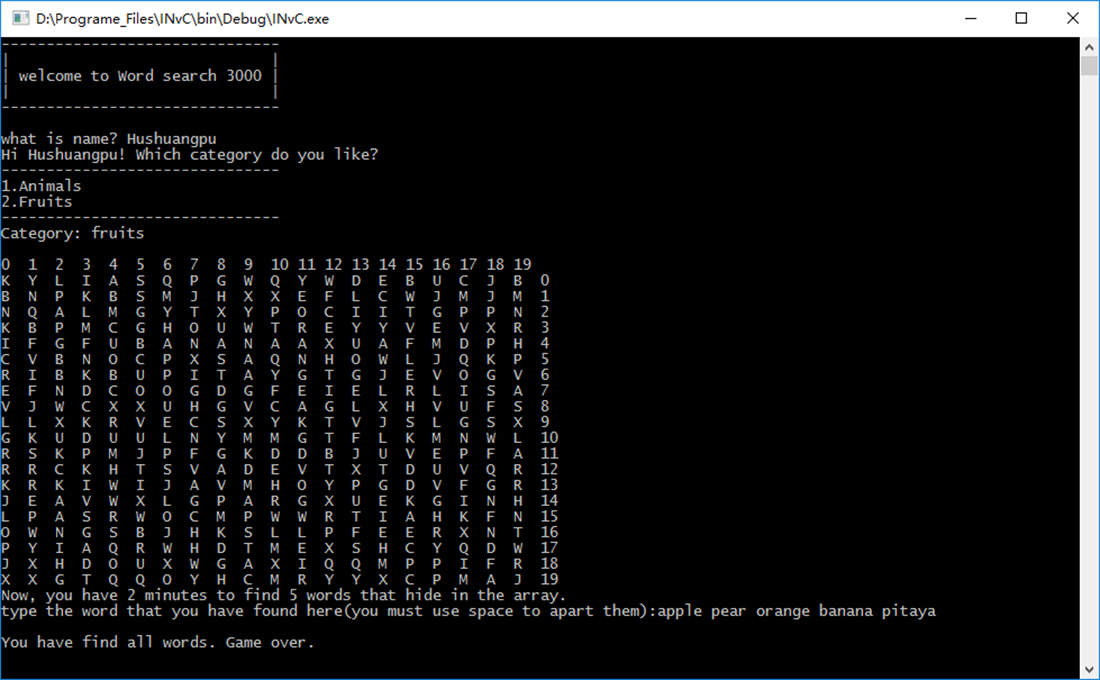 D:\Programe_Files\INvC\bin\Debug\INvC.exe
-------------------------------
|                              |
| welcome to Word search 3000 |
|                              |
-------------------------------
what is name? Hushuangpu
Hi Hushuangpu! Which category do you like?
-------------------------------
1.Animals
2.Fruits
-------------------------------
Category: fruits
0 1 2 3 4 5 6 7 8 9 10 11 12 13 14 15 16 17 18 19
K Y L I A S Q P G W Q Y W D E B U C J B 0
B N P K B S M J H X X E F L C W J M J M 1
N Q A L M G Y T X Y P O C I I T G P P N 2
K B P M C G H O U W T R E Y Y V E V X R 3
I F G F U B A N A N A A X U A F M D P H 4
C V B N O C P X S A Q N H O W L J Q K P 5
R I B K B U P I T A Y G T G J E V O G V 6
E F N D C O O G D G F E I E L R L I S A 7
V J W C X X U H G V C A G L X H V U F S 8
L L X K R V E C S X Y K T V J S L G S X 9
G K U D U U L N Y M M G T F L K M N W L 10
R S K P M J P F G K D D B J U V E P F A 11
R R C K H T S V A D E V T X T D U V Q R 12
K R K I W I J A V M H O Y P G D V F G R 13
J E A V W X L G P A R G X U E K G I N H 14
L P A S R W O C M P W W R T I A H K F N 15
O W N G S B J H K S L L P F E E R X N T 16
P Y I A Q R W H D T M E X S H C Y Q D W 17
J X H D O U X W G A X I Q Q M P P I F R 18
X X G T Q Q O Y H C M R Y Y X C P M A J 19
Now, you have 2 minutes to find 5 words that hide in the array.
type the word that you have found here(you must use space to apart them):apple pear orange banana pitaya
You have find all words. Game over.